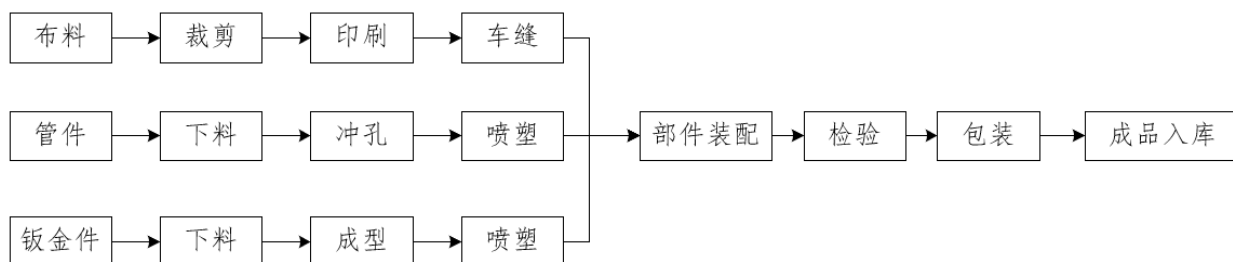 布料 裁剪 印刷 车缝
管件 下料 冲孔 喷塑 部件装配 检验 包装 成品入库
钣金件 下料 成型 喷塑